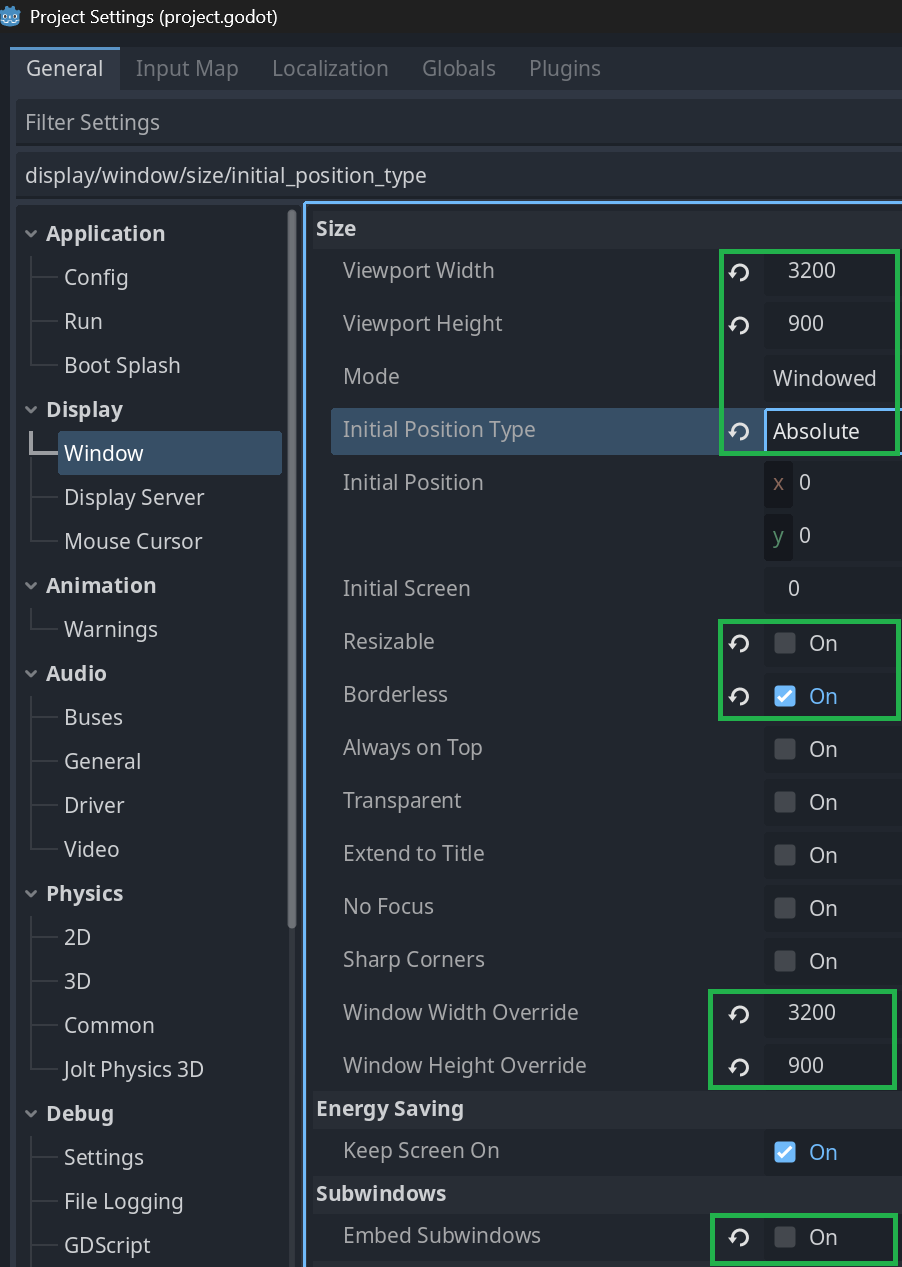 Project Settings (project.godot)
General Input Map Localization Globals Plugins
Filter Settings
display/window/size/initial_position_type
Application
Config
Run
Boot Splash
Display
Window
Display Server
Mouse Cursor
Animation
Warnings
Audio
Buses
General
Driver
Video
Physics
2D
3D
Common
Jolt Physics 3D
Debug
Settings
File Logging
GDScript
Size
Viewport Width 3200
Viewport Height 900
Mode Windowed
Initial Position Type Absolute
Initial Position x 0
y 0
Initial Screen 0
Resizable On
Borderless On
Always on Top On
Transparent On
Extend to Title On
No Focus On
Sharp Corners On
Window Width Override 3200
Window Height Override 900
Energy Saving
Keep Screen On On
Subwindows
Embed Subwindows On